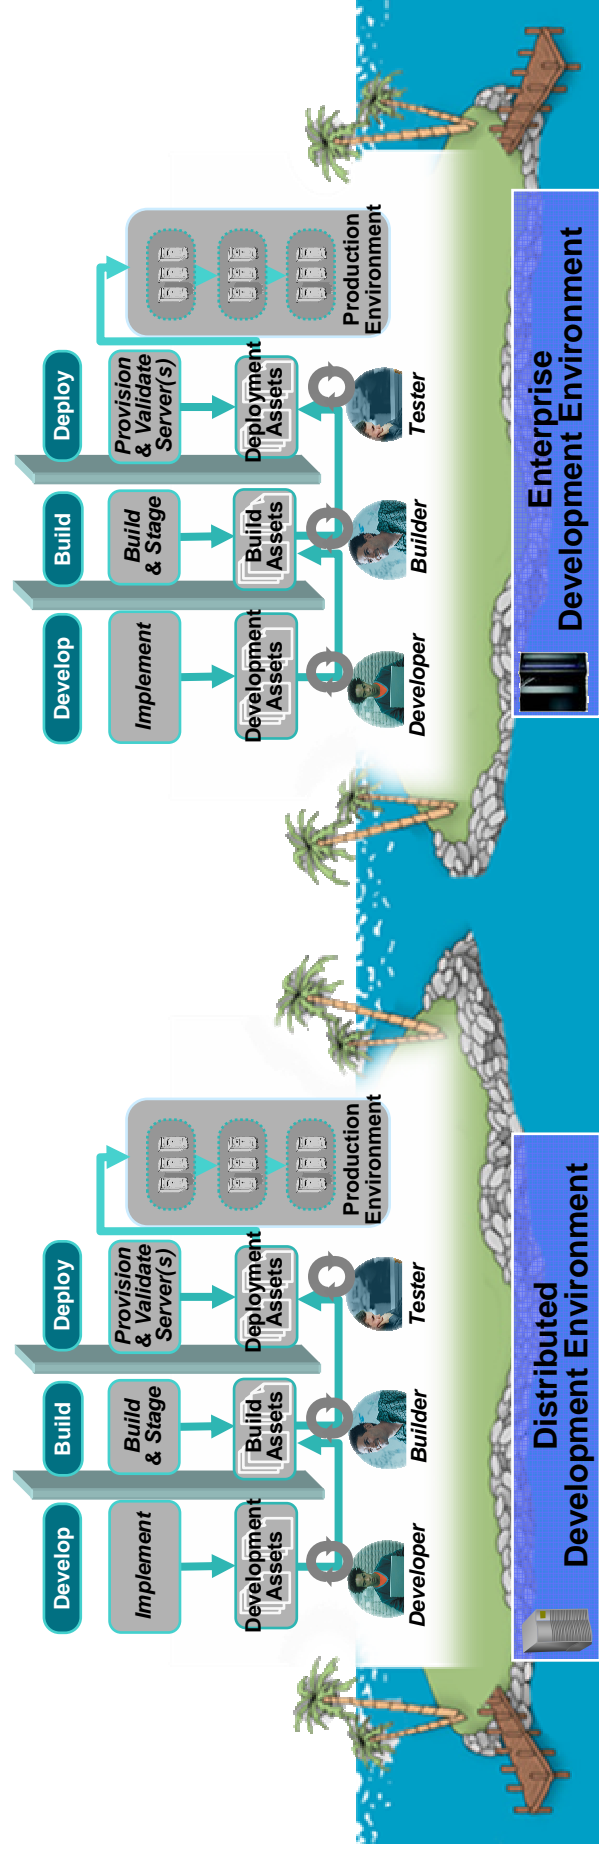 Develop
Build
Deploy
Implement
Build
& Stage
Provision
& Validate
Server(s)
Development
Assets
Build
Assets
Deployment
Assets
Production
Environment
Developer
Builder
Tester
Distributed
Development Environment
Develop
Build
Deploy
Implement
Build
& Stage
Provision
& Validate
Server(s)
Development
Assets
Build
Assets
Deployment
Assets
Production
Environment
Developer
Builder
Tester
Enterprise
Development Environment